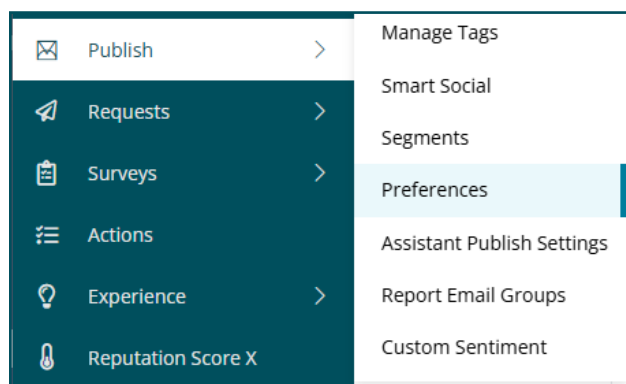 Publish
Requests
Surveys
Actions
Experience
Reputation Score X
Manage Tags
Smart Social
Segments
Preferences
Assistant Publish Settings
Report Email Groups
Custom Sentiment